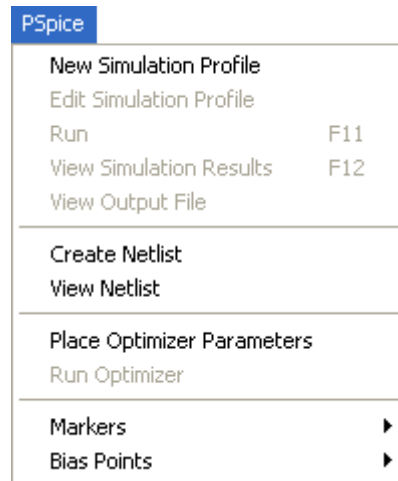 PSpice
New Simulation Profile
Edit Simulation Profile
Run F11
View Simulation Results F12
View Output File
Create Netlist
View Netlist
Place Optimizer Parameters
Run Optimizer
Markers
Bias Points